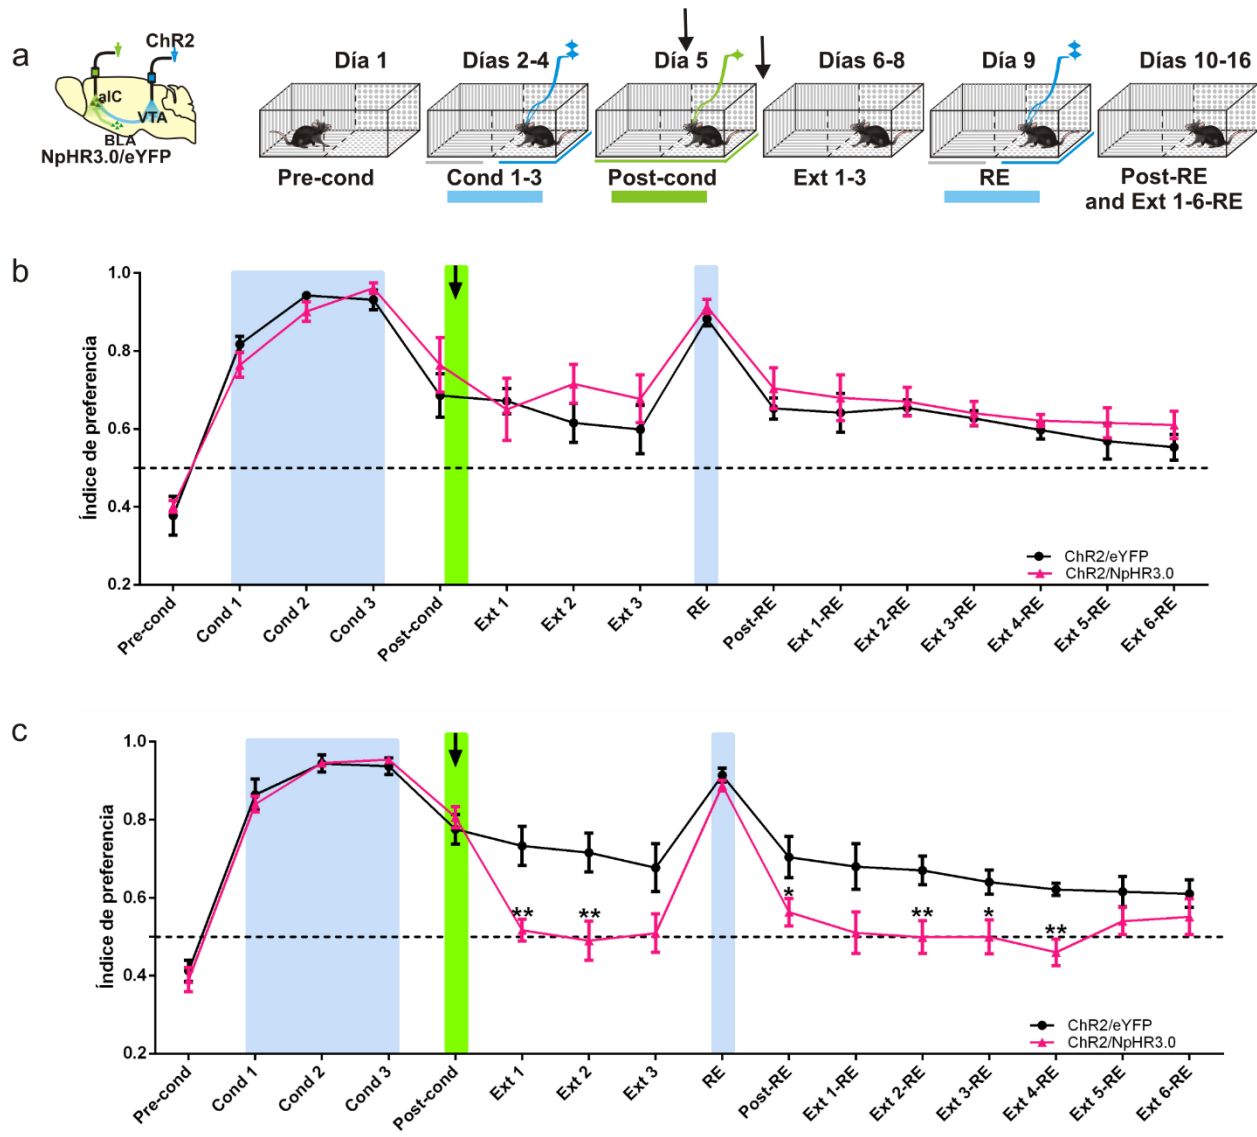 a
ChR2
aIC
VTA
BLA
NpHR3.0/eYFP
Día 1
Días 2-4
Día 5
Días 6-8
Día 9
Días 10-16
Pre-cond
Cond 1-3
Post-cond
Ext 1-3
RE
Post-RE
and Ext 1-6-RE
b
Índice de preferencia
1.0
0.8
0.6
0.4
0.2
ChR2/eYFP
ChR2/NpHR3.0
Pre-cond
Cond 1
Cond 2
Cond 3
Post-cond
Ext 1
Ext 2
Ext 3
RE
Post-RE
Ext 1-RE
Ext 2-RE
Ext 3-RE
Ext 4-RE
Ext 5-RE
Ext 6-RE
c
Índice de preferencia
1.0
0.8
0.6
0.4
0.2
**
**
*
**
*
**
ChR2/eYFP
ChR2/NpHR3.0
Pre-cond
Cond 1
Cond 2
Cond 3
Post-cond
Ext 1
Ext 2
Ext 3
RE
Post-RE
Ext 1-RE
Ext 2-RE
Ext 3-RE
Ext 4-RE
Ext 5-RE
Ext 6-RE